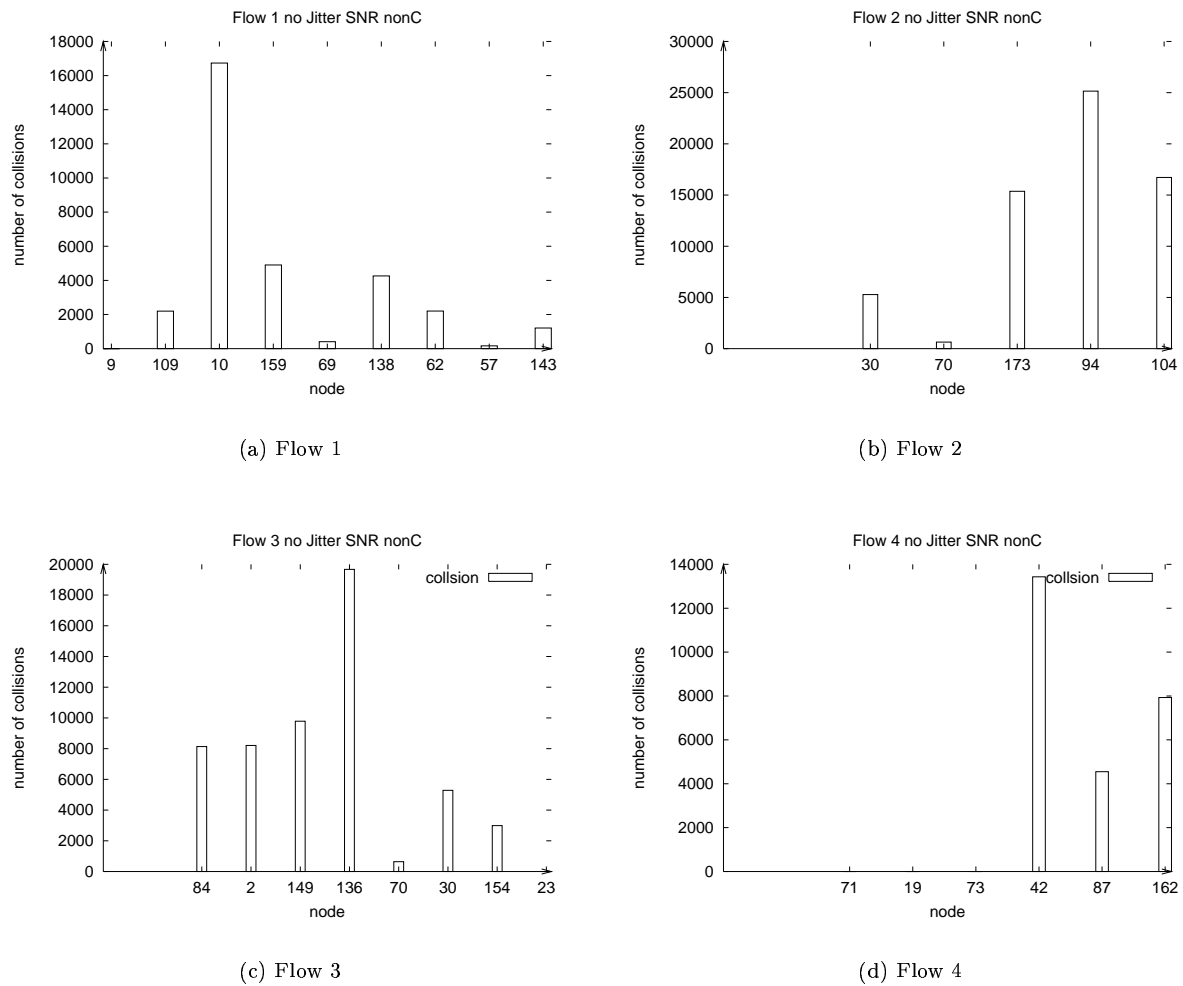 Flow 1 no Jitter SNR nonC
18000
16000
14000
12000
10000
8000
6000
4000
2000
0
number of collisions
9 109 10 159 69 138 62 57 143
node
(a) Flow 1
Flow 2 no Jitter SNR nonC
30000
25000
20000
15000
10000
5000
0
number of collisions
30 70 173 94 104
node
(b) Flow 2
Flow 3 no Jitter SNR nonC
20000
18000
16000
14000
12000
10000
8000
6000
4000
2000
0
number of collisions
collsion
84 2 149 136 70 30 154 23
node
(c) Flow 3
Flow 4 no Jitter SNR nonC
14000
12000
10000
8000
6000
4000
2000
0
number of collisions
collsion
71 19 73 42 87 162
node
(d) Flow 4